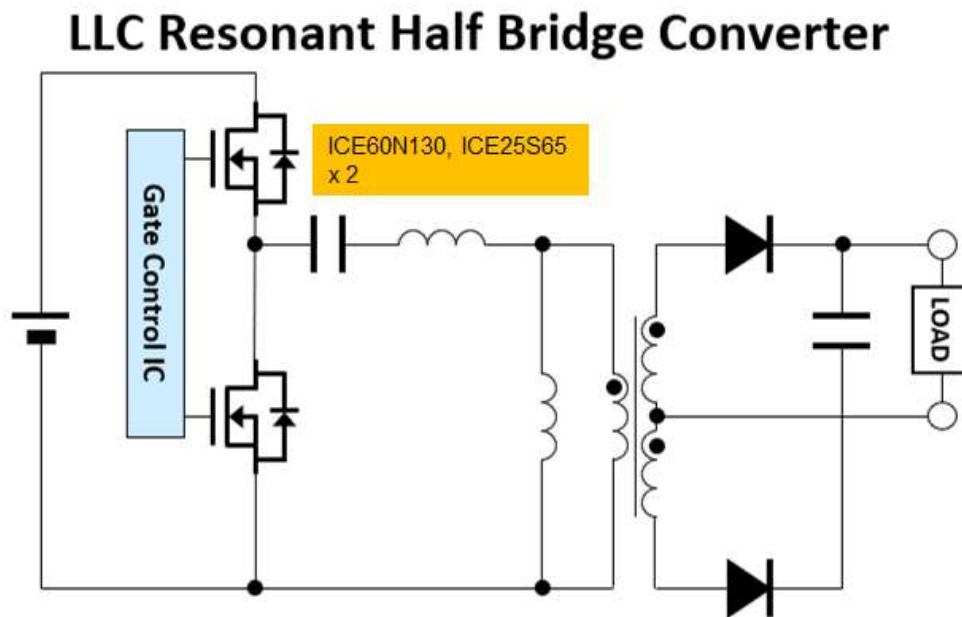 LLC Resonant Half Bridge Converter
ICE60N130, ICE25S65
x 2
Gate Control IC
LOAD